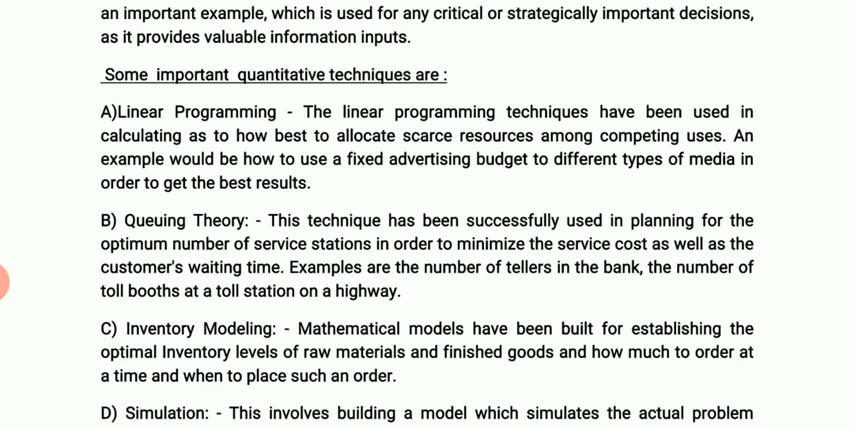 an important example, which is used for any critical or strategically important decisions,
as it provides valuable information inputs.
Some important quantitative techniques are :
A)Linear Programming - The linear programming techniques have been used in
calculating as to how best to allocate scarce resources among competing uses. An
example would be how to use a fixed advertising budget to different types of media in
order to get the best results.
B) Queuing Theory: - This technique has been successfully used in planning for the
optimum number of service stations in order to minimize the service cost as well as the
customer's waiting time. Examples are the number of tellers in the bank, the number of
toll booths at a toll station on a highway.
C) Inventory Modeling: - Mathematical models have been built for establishing the
optimal Inventory levels of raw materials and finished goods and how much to order at
a time and when to place such an order.
D) Simulation: - This involves building a model which simulates the actual problem